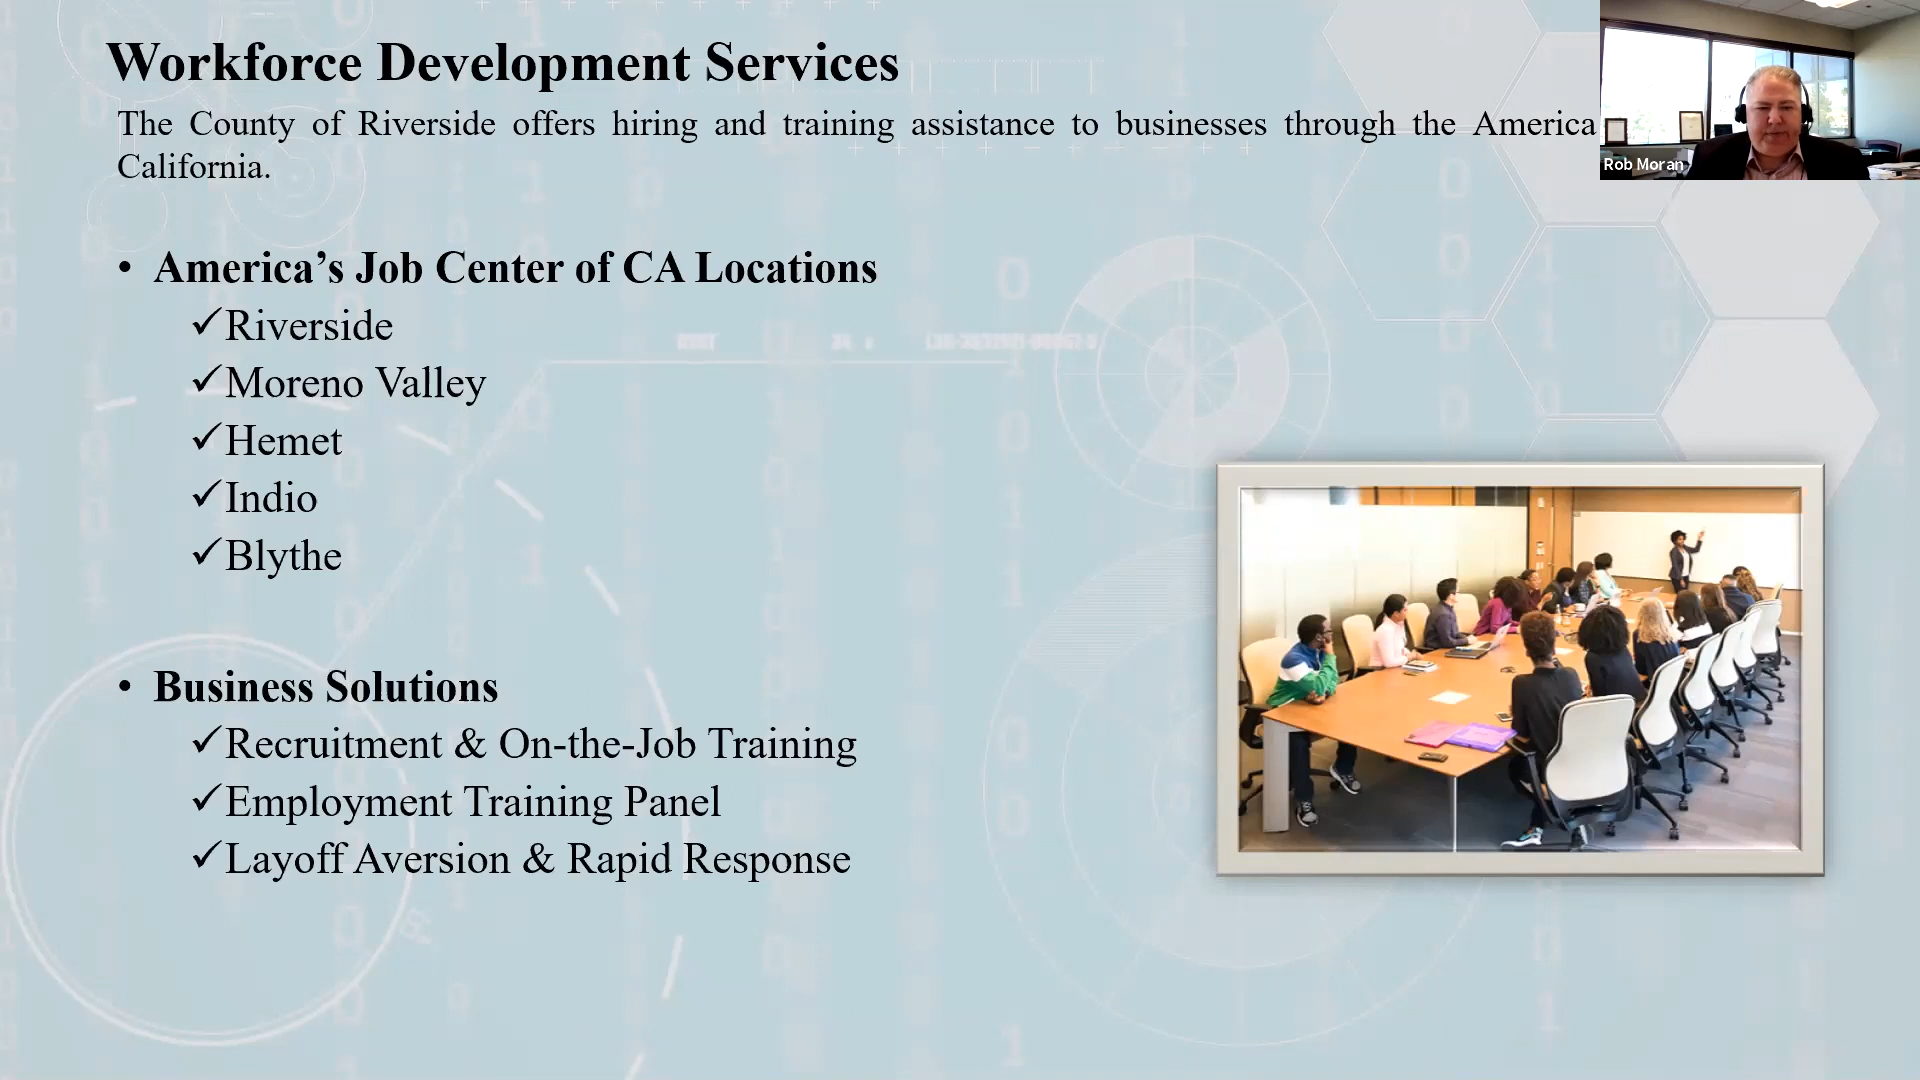 Workforce Development Services
The County of Riverside offers hiring and training assistance to businesses through the America
California.
• America’s Job Center of CA Locations
✓Riverside
✓Moreno Valley
✓Hemet
✓Indio
✓Blythe
• Business Solutions
✓Recruitment & On-the-Job Training
✓Employment Training Panel
✓Layoff Aversion & Rapid Response
Rob Moran